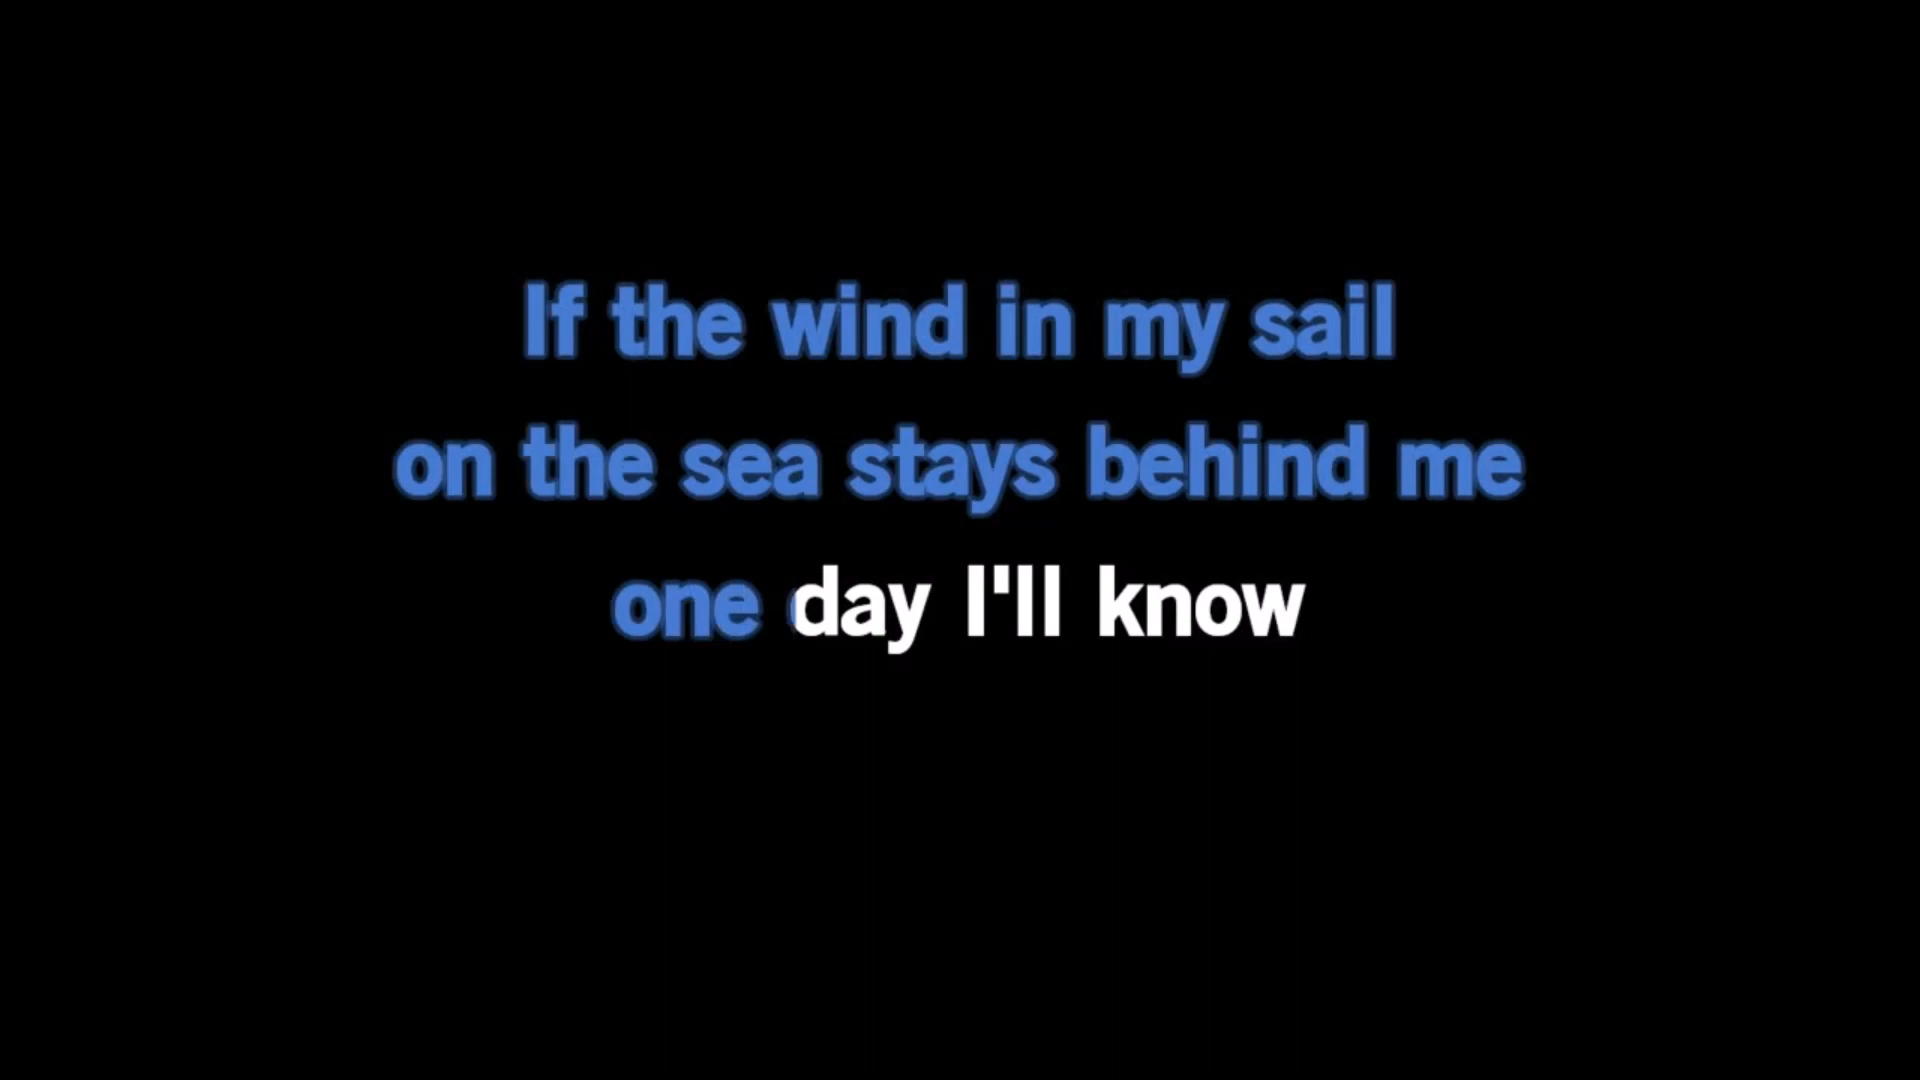 If the wind in my sail
on the sea stays behind me
one day I'll know